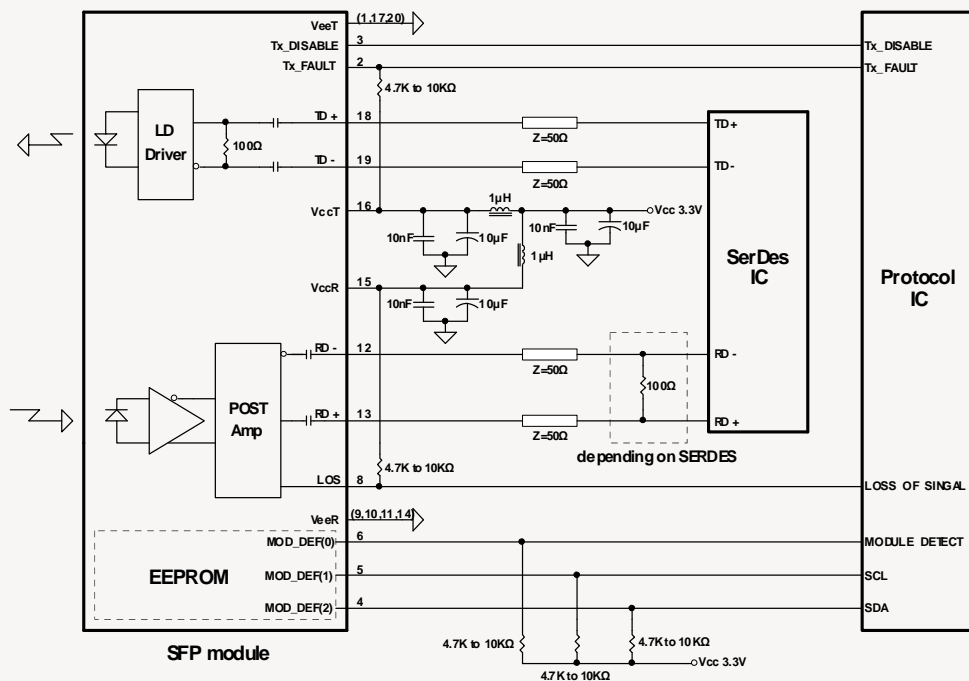 VeeT (1,17,20)
Tx_DISABLE 3 Tx_DISABLE
Tx_FAULT 2 Tx_FAULT
4.7K to 10KΩ
LD Driver
100Ω
TD+ 18 TD+
Z=50Ω
TD- 19 TD-
Z=50Ω
1µH
VccT 16 Vcc 3.3V
10nF 10µF 10nF 10µF
1µH
SerDes IC
Protocol IC
VccR 15
10nF 10µF
RD- 12 RD-
Z=50Ω
100Ω
POST Amp
RD+ 13 RD+
Z=50Ω
depending on SERDES
4.7K to 10KΩ
LOS 8 LOSS OF SINGAL
VeeR (9,10,11,14)
MOD_DEF(0) 6 MODULE DETECT
EEPROM
MOD_DEF(1) 5 SCL
MOD_DEF(2) 4 SDA
4.7K to 10KΩ 4.7K to 10KΩ
SFP module
Vcc 3.3V
4.7K to 10KΩ